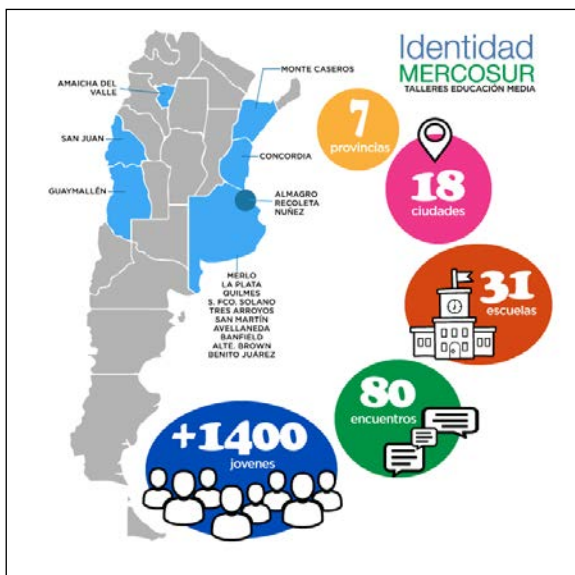 Identidad
MERCOSUR
TALLERES EDUCACIÓN MEDIA
AMAICHA DEL
VALLE
MONTE CASEROS
SAN JUAN
CONCORDIA
GUAYMALLÉN
ALMAGRO
RECOLETA
NUÑEZ
MERLO
LA PLATA
QUILMES
S. FCO. SOLANO
TRES ARROYOS
SAN MARTÍN
AVELLANEDA
BANFIELD
ALTE. BROWN
BENITO JUÁREZ
7
provincias
18
ciudades
31
escuelas
80
encuentros
+1400
jovenes